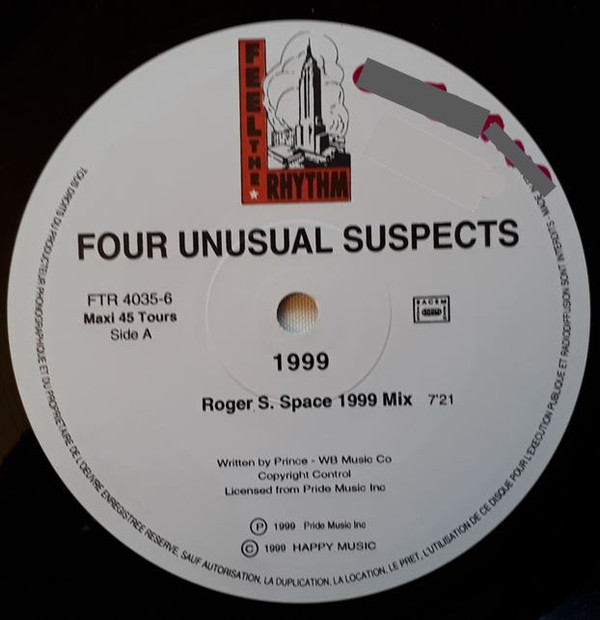 FEEL THE
RHYTHM
FOUR UNUSUAL SUSPECTS
FTR 4035-6
Maxi 45 Tours
Side A
SACEM
1999
Roger S. Space 1999 Mix 7'21
Written by Prince - WB Music Co
Copyright Control
Licensed from Pride Music Inc
Ⓟ 1999 Pride Music Inc
© 1999 HAPPY MUSIC
TOUS DROITS DU PRODUCTEUR PHONOGRAPHIQUE ET DU PROPRIETAIRE DE L'OEUVRE ENREGISTREE RESERVE, SAUF AUTORISATION, LA DUPLICATION, LA LOCATION, LE PRET, L'UTILISATION DE CE DISQUE POUR L'EXECUTION PUBLIQUE ET RADIODIFFUSION SONT INTERDITS - MADE